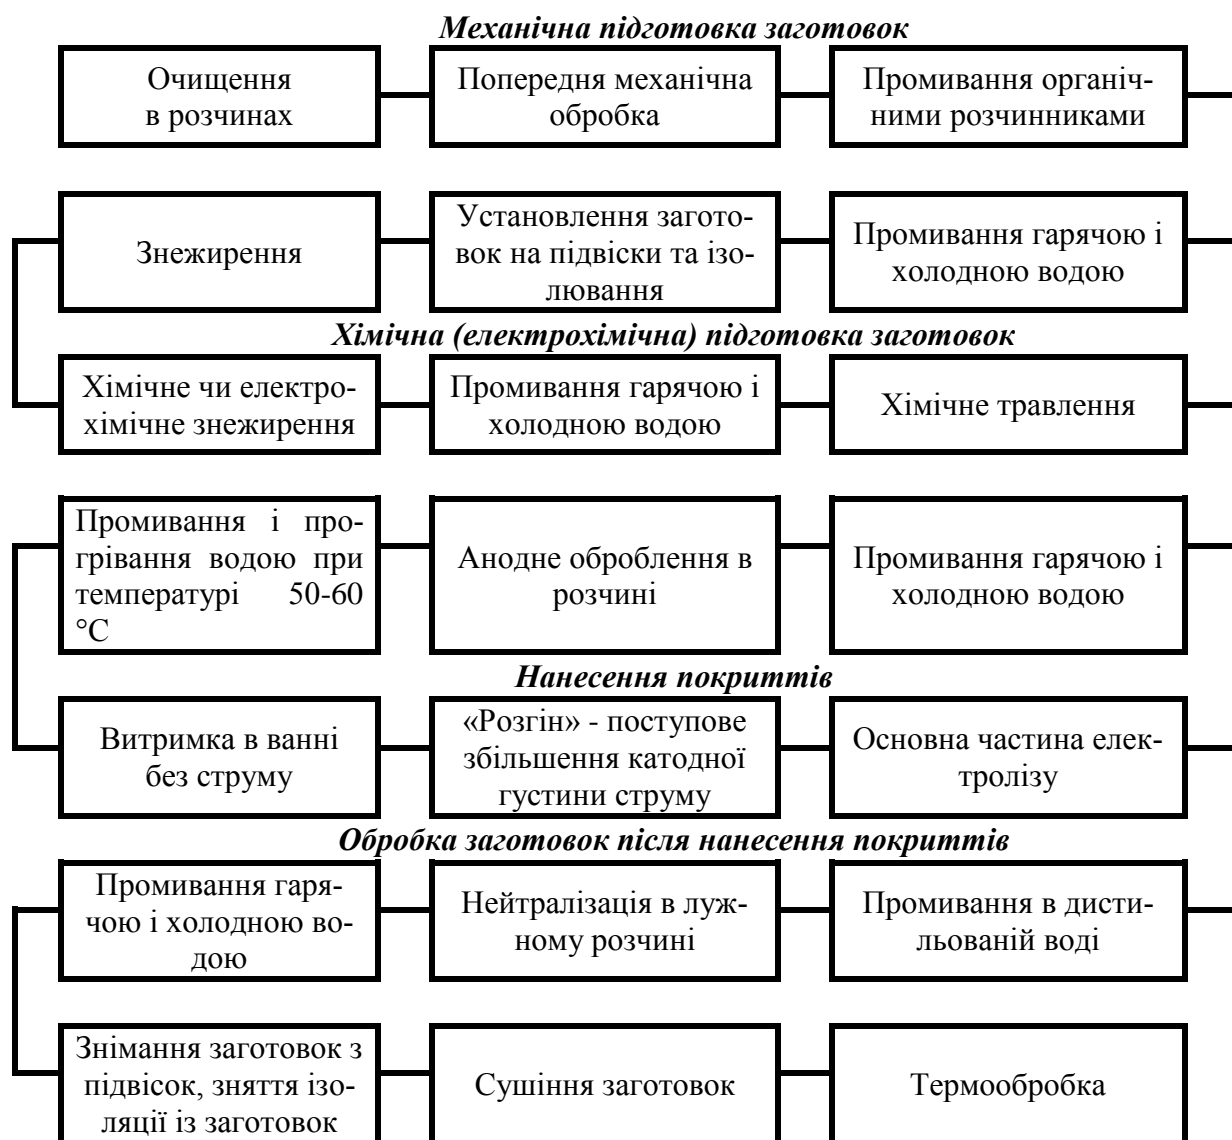 Механічна підготовка заготовок
Очищення
в розчинах
Попередня механічна
обробка
Промивання органіч-
ними розчинниками
Знежирення
Установлення загото-
вок на підвіски та ізо-
лювання
Промивання гарячою і
холодною водою
Хімічна (електрохімічна) підготовка заготовок
Хімічне чи електро-
хімічне знежирення
Промивання гарячою і
холодною водою
Хімічне травлення
Промивання і про-
грівання водою при
температурі 50-60
°С
Анодне оброблення в
розчині
Промивання гарячою і
холодною водою
Нанесення покриттів
Витримка в ванні
без струму
«Розгін» - поступове
збільшення катодної
густини струму
Основна частина елек-
тролізу
Обробка заготовок після нанесення покриттів
Промивання гаря-
чою і холодною во-
дою
Нейтралізація в луж-
ному розчині
Промивання в дисти-
льованій воді
Знімання заготовок з
підвісок, зняття ізо-
ляції із заготовок
Сушіння заготовок
Термообробка